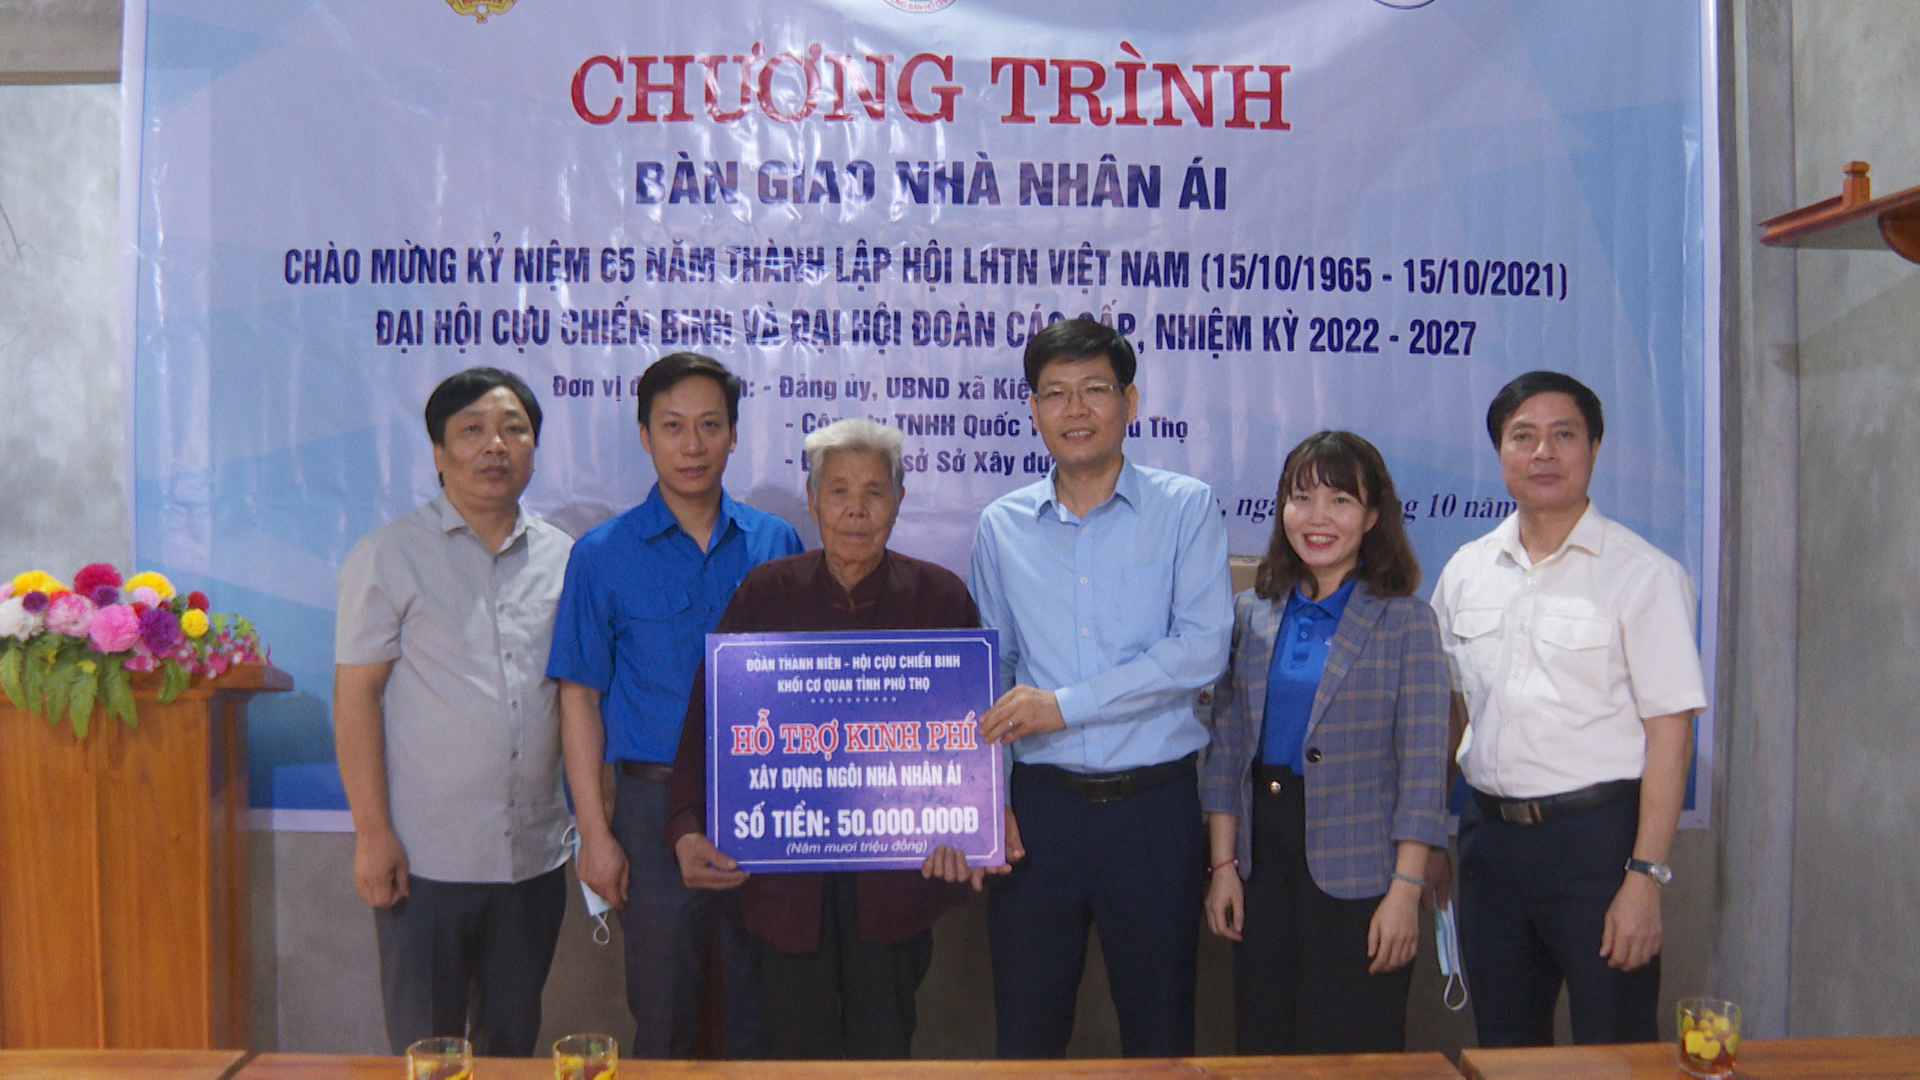 CHƯƠNG TRÌNH
BÀN GIAO NHÀ NHÂN ÁI
CHÀO MỪNG KỶ NIỆM 65 NĂM THÀNH LẬP HỘI LHTN VIỆT NAM (15/10/1965 - 15/10/2021)
ĐẠI HỘI CỰU CHIẾN BINH VÀ ĐẠI HỘI ĐOÀN CÁC CẤP, NHIỆM KỲ 2022 - 2027
Đơn vị - Đảng ủy, UBND xã
- TNHH Quốc Thọ
- sở Sở Xây
10 năm
ĐOÀN THANH NIÊN - HỘI CỰU CHIẾN BINH
KHỐI CƠ QUAN TỈNH PHÚ THỌ
HỖ TRỢ KINH PHÍ
XÂY DỰNG NGÔI NHÀ NHÂN ÁI
SỐ TIỀN: 50.000.000Đ
(Năm mươi triệu đồng)